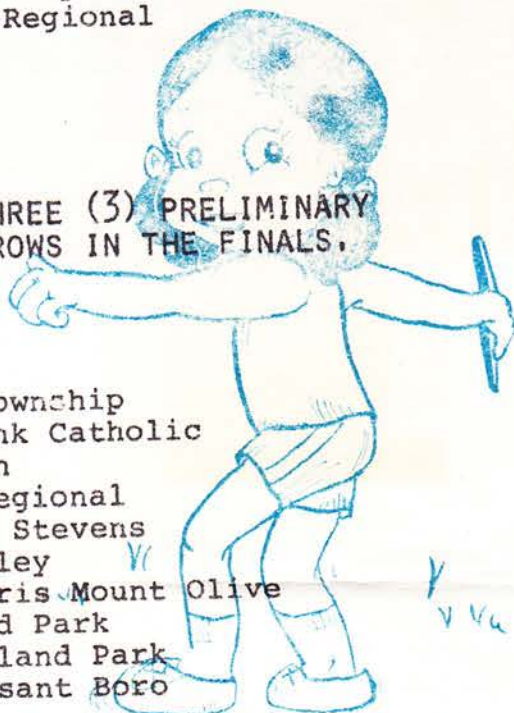 Regional
HREE (3) PRELIMINARY
ROWS IN THE FINALS.
ownship
nk Catholic
n
egional
Stevens
ley
ris Mount Olive
d Park
land Park
sant Boro